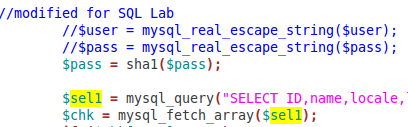 //modified for SQL Lab
//$user = mysql_real_escape_string($user);
//$pass = mysql_real_escape_string($pass);
$pass = sha1($pass);
$sel1 = mysql_query("SELECT ID,name,locale,
$chk = mysql_fetch_array($sel1);